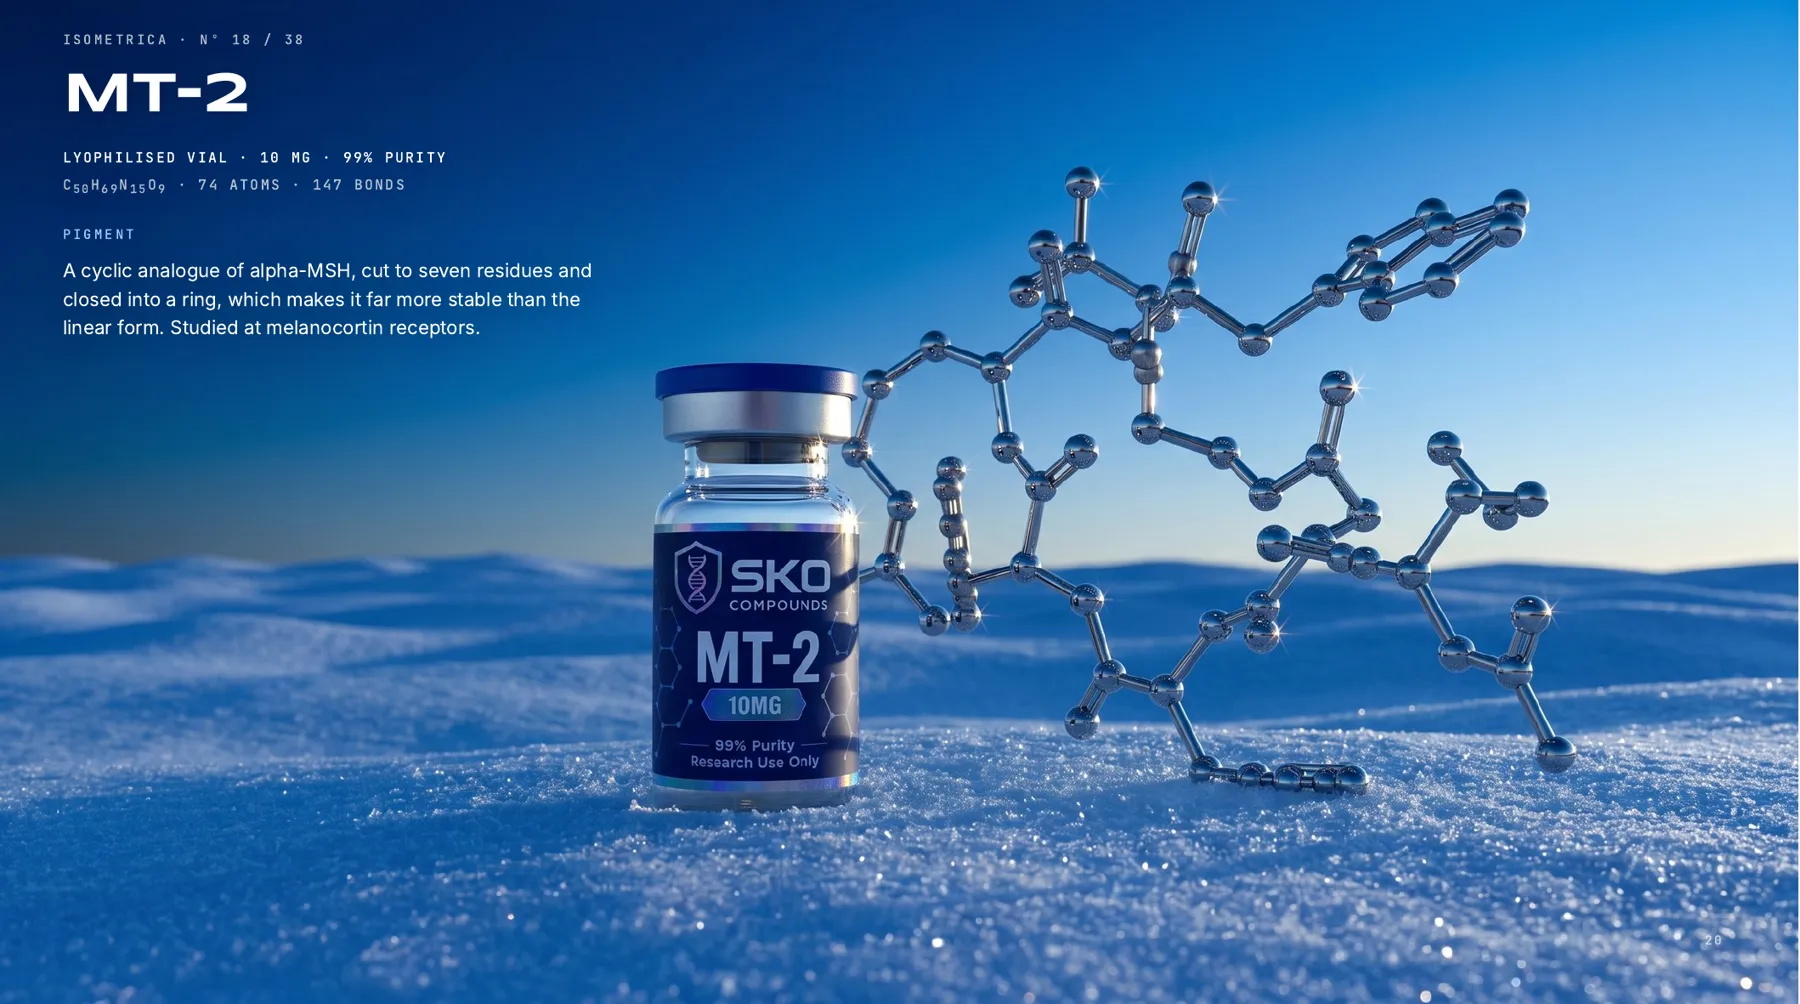 ISOMETRICA · N° 18 / 38
MT-2
LYOPHILISED VIAL · 10 MG · 99% PURITY
C₅₀H₆₉N₁₅O₉ · 74 ATOMS · 147 BONDS
PIGMENT
A cyclic analogue of alpha-MSH, cut to seven residues and
closed into a ring, which makes it far more stable than the
linear form. Studied at melanocortin receptors.
SKO
COMPOUNDS
MT-2
10MG
99% Purity
Research Use Only
20